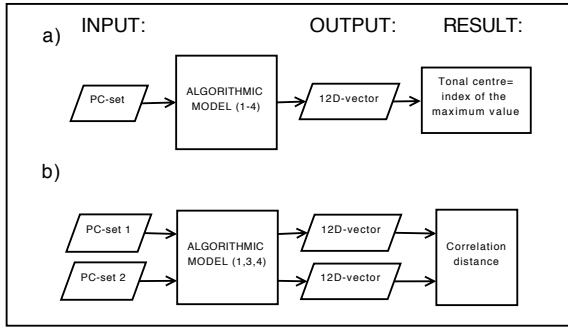 INPUT: OUTPUT: RESULT:
a)
PC-set
ALGORITHMIC
MODEL (1-4)
12D-vector
Tonal centre=
index of the
maximum value
b)
PC-set 1
PC-set 2
ALGORITHMIC
MODEL (1,3,4)
12D-vector
12D-vector
Correlation
distance